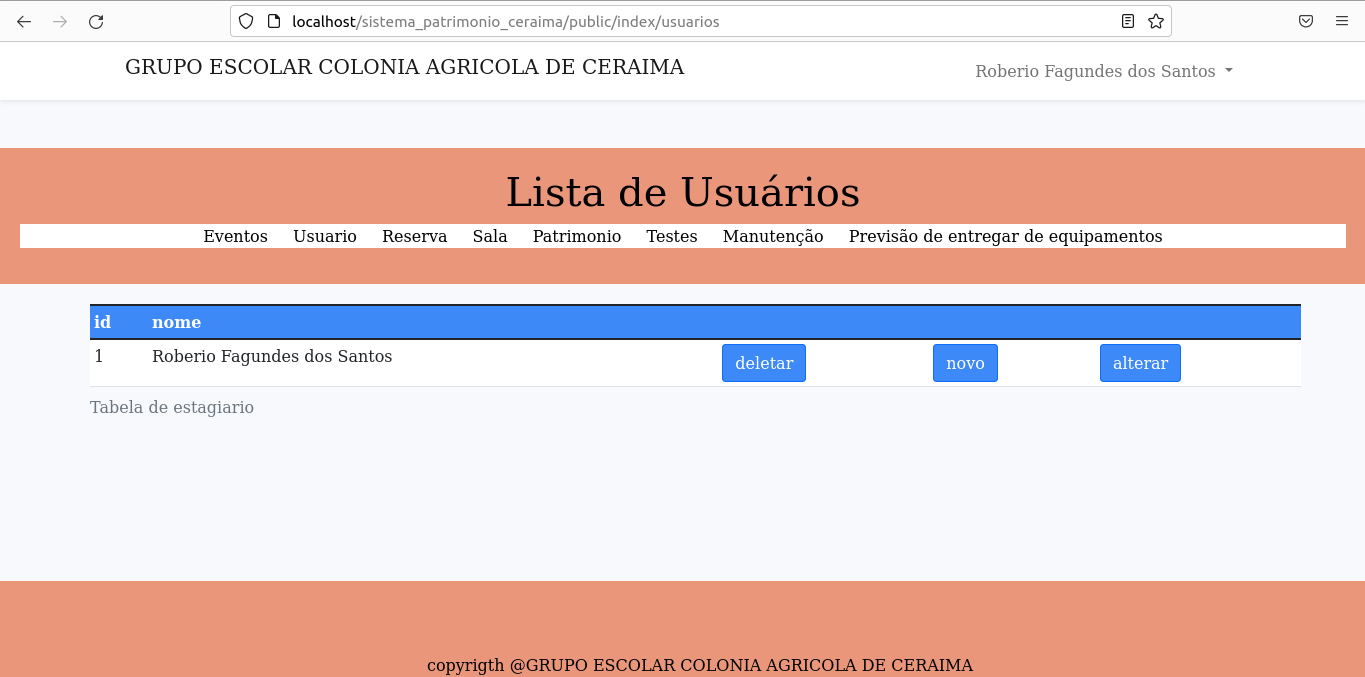 localhost/sistema_patrimonio_ceraima/public/index/usuarios
GRUPO ESCOLAR COLONIA AGRICOLA DE CERAIMA
Roberio Fagundes dos Santos
Lista de Usuários
Eventos Usuario Reserva Sala Patrimonio Testes Manutenção Previsão de entregar de equipamentos
id nome
1 Roberio Fagundes dos Santos deletar novo alterar
Tabela de estagiario
copyrigth @GRUPO ESCOLAR COLONIA AGRICOLA DE CERAIMA